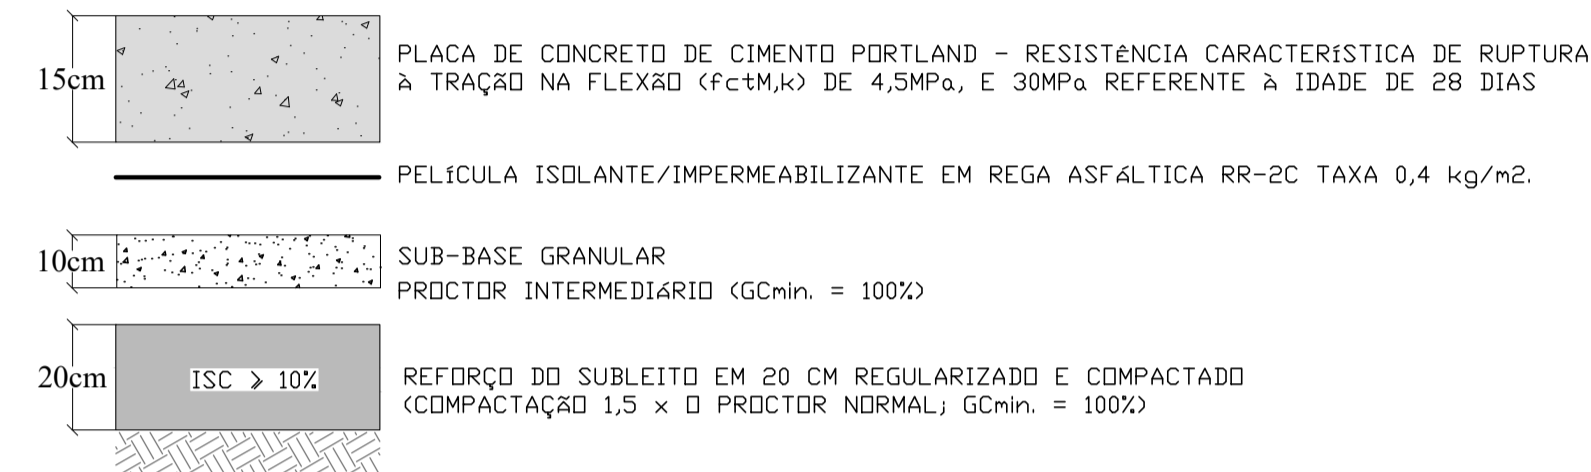 15cm
PLACA DE CONCRETO DE CIMENTO PORTLAND - RESISTÊNCIA CARACTERÍSTICA DE RUPTURA
À TRAÇÃO NA FLEXÃO (fctM,k) DE 4,5MPa, E 30MPa REFERENTE À IDADE DE 28 DIAS
PELÍCULA ISOLANTE/IMPERMEABILIZANTE EM REGA ASFÁLTICA RR-2C TAXA 0,4 kg/m2.
10cm
SUB-BASE GRANULAR
PROCTOR INTERMEDIÁRIO (GCmin. = 100%)
20cm
ISC ⩾ 10%
REFORÇO DO SUBLEITO EM 20 CM REGULARIZADO E COMPACTADO
(COMPACTAÇÃO 1,5 x O PROCTOR NORMAL; GCmin. = 100%)